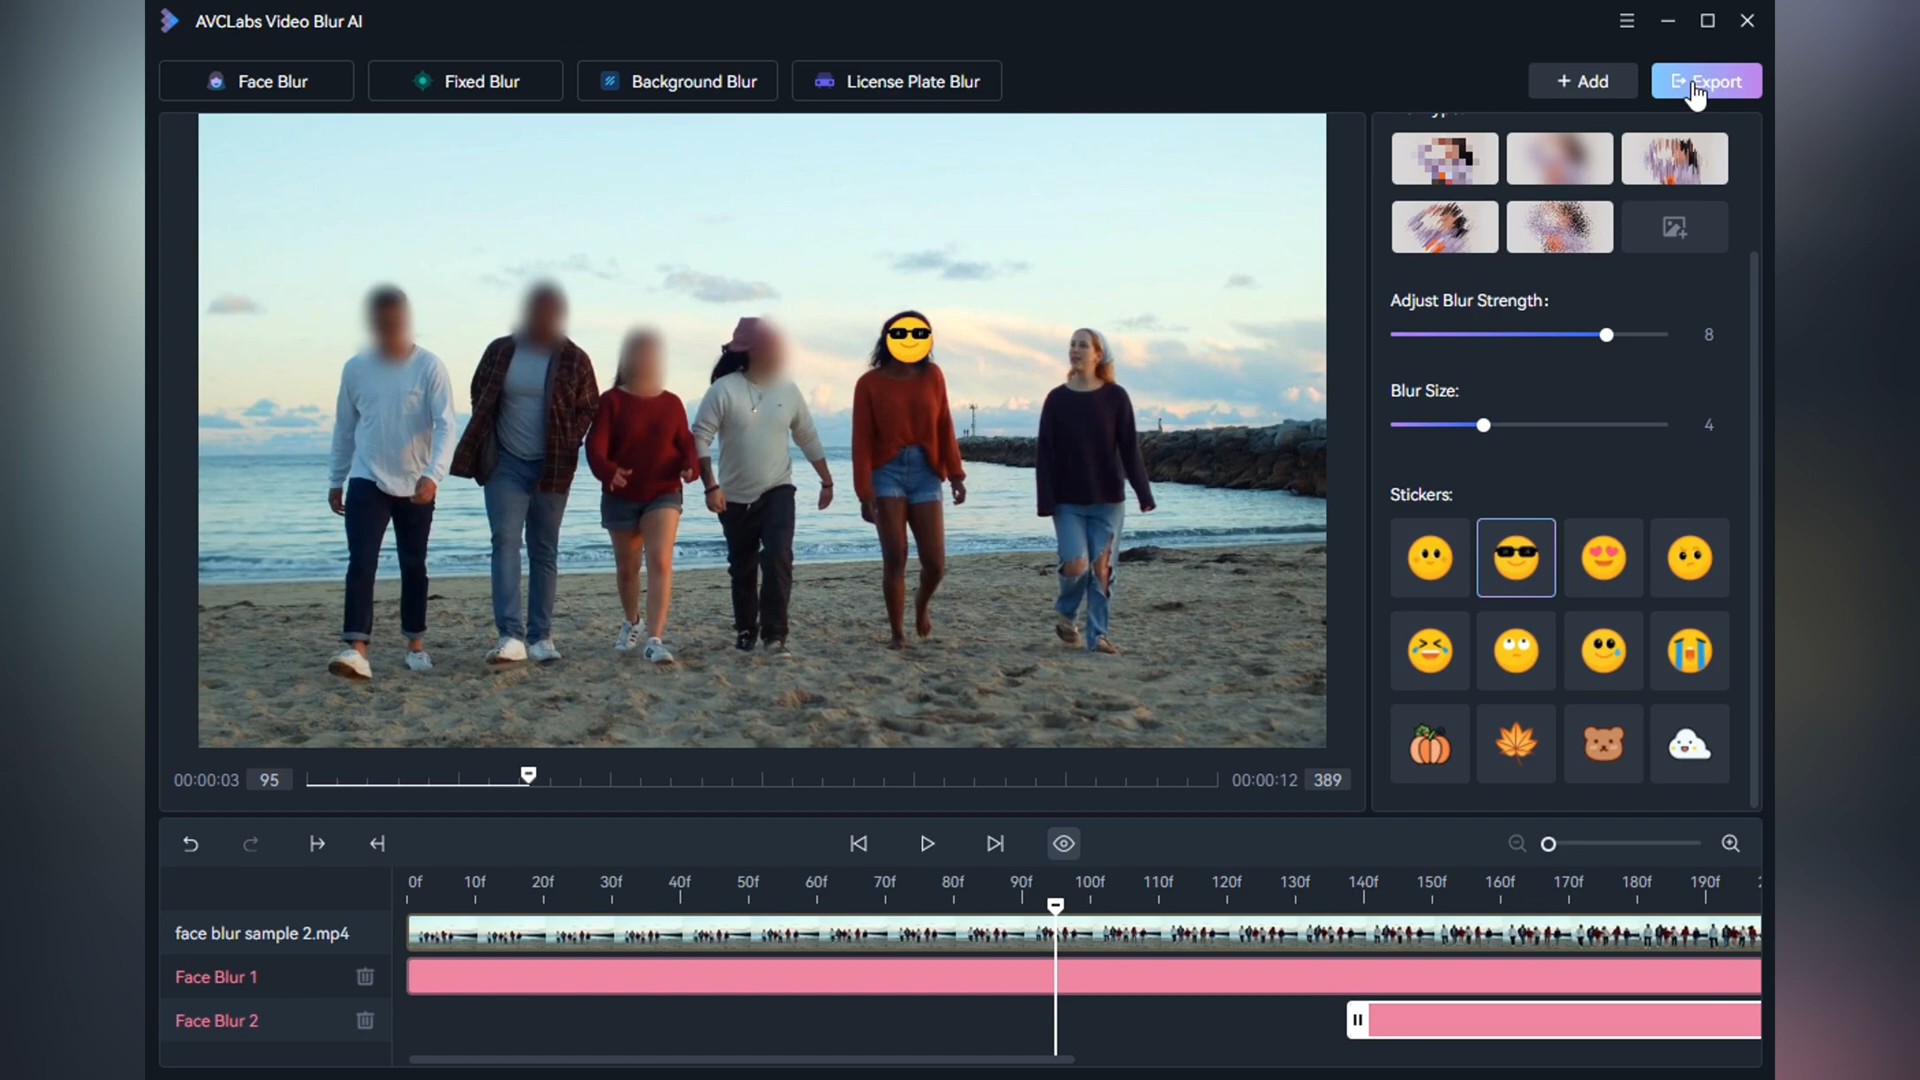 AVCLabs Video Blur AI
Face Blur
Fixed Blur
Background Blur
License Plate Blur
+ Add
Export
Adjust Blur Strength:
8
Blur Size:
4
Stickers:
00:00:03 95
00:00:12 389
0f 10f 20f 30f 40f 50f 60f 70f 80f 90f 100f 110f 120f 130f 140f 150f 160f 170f 180f 190f
face blur sample 2.mp4
Face Blur 1
Face Blur 2